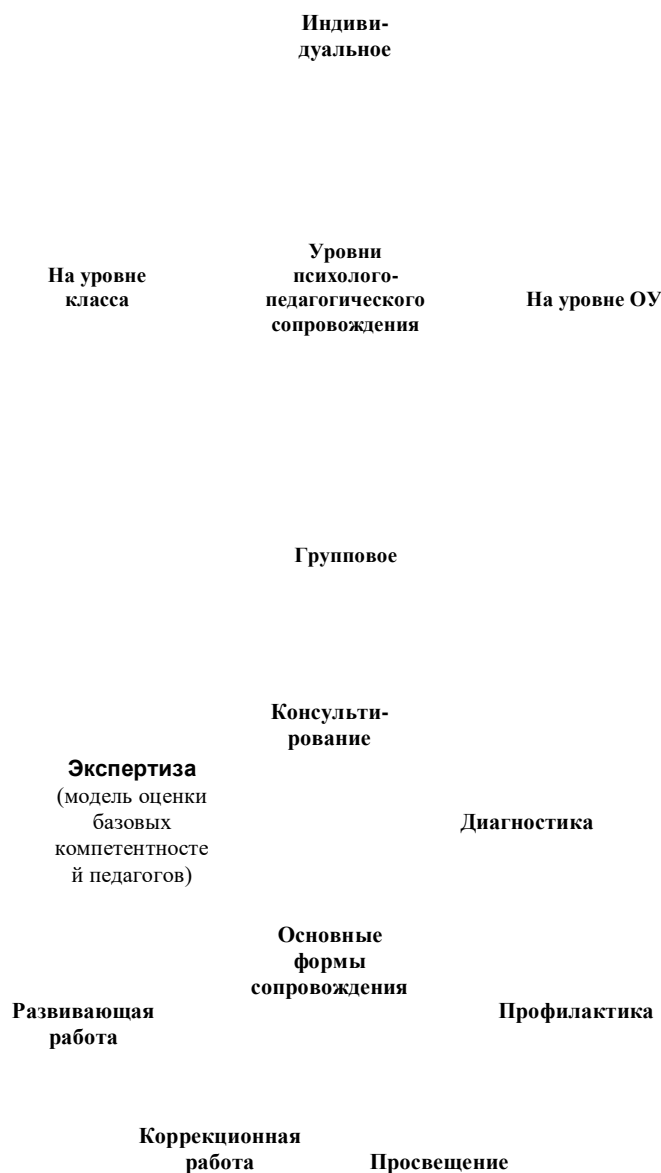 Индиви-
дуальное
На уровне
класса
Уровни
психолого-
педагогического
сопровождения
На уровне ОУ
Групповое
Консульти-
рование
Экспертиза
(модель оценки
базовых
компетентносте
й педагогов)
Диагностика
Основные
формы
сопровождения
Развивающая
работа
Профилактика
Коррекционная
работа
Просвещение